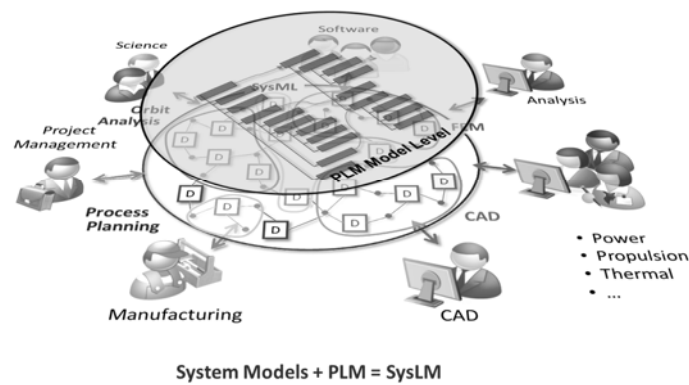 Software
Science
SysML
Orbit
Analysis
Analysis
FEM
Project
Management
PLM Model Level
D
D
D
D
D
D
D
D
D
D
D
D
D
Process
Planning
CAD
• Power
• Propulsion
• Thermal
• ...
Manufacturing
CAD
System Models + PLM = SysLM